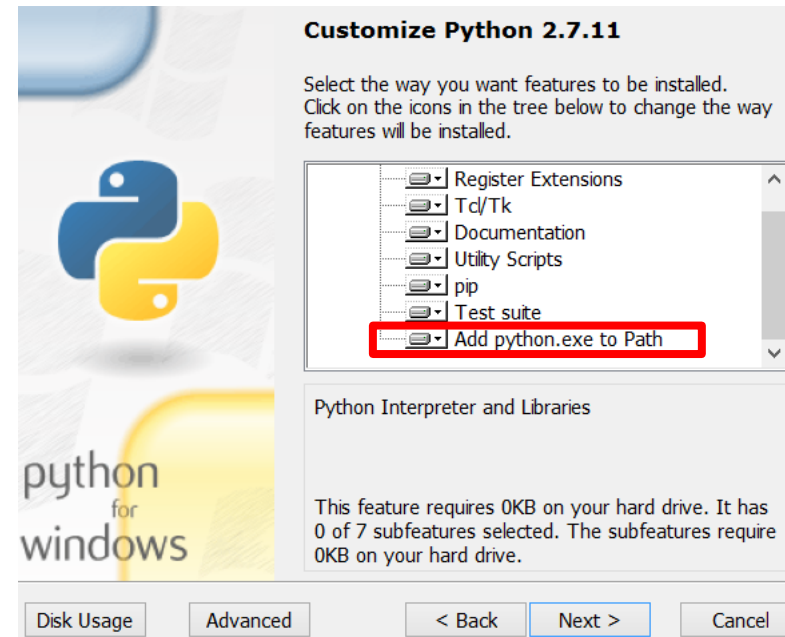 Customize Python 2.7.11
Select the way you want features to be installed.
Click on the icons in the tree below to change the way
features will be installed.
Register Extensions
Tcl/Tk
Documentation
Utility Scripts
pip
Test suite
Add python.exe to Path
Python Interpreter and Libraries
This feature requires 0KB on your hard drive. It has
0 of 7 subfeatures selected. The subfeatures require
0KB on your hard drive.
python
for
windows
Disk Usage
Advanced
< Back
Next >
Cancel